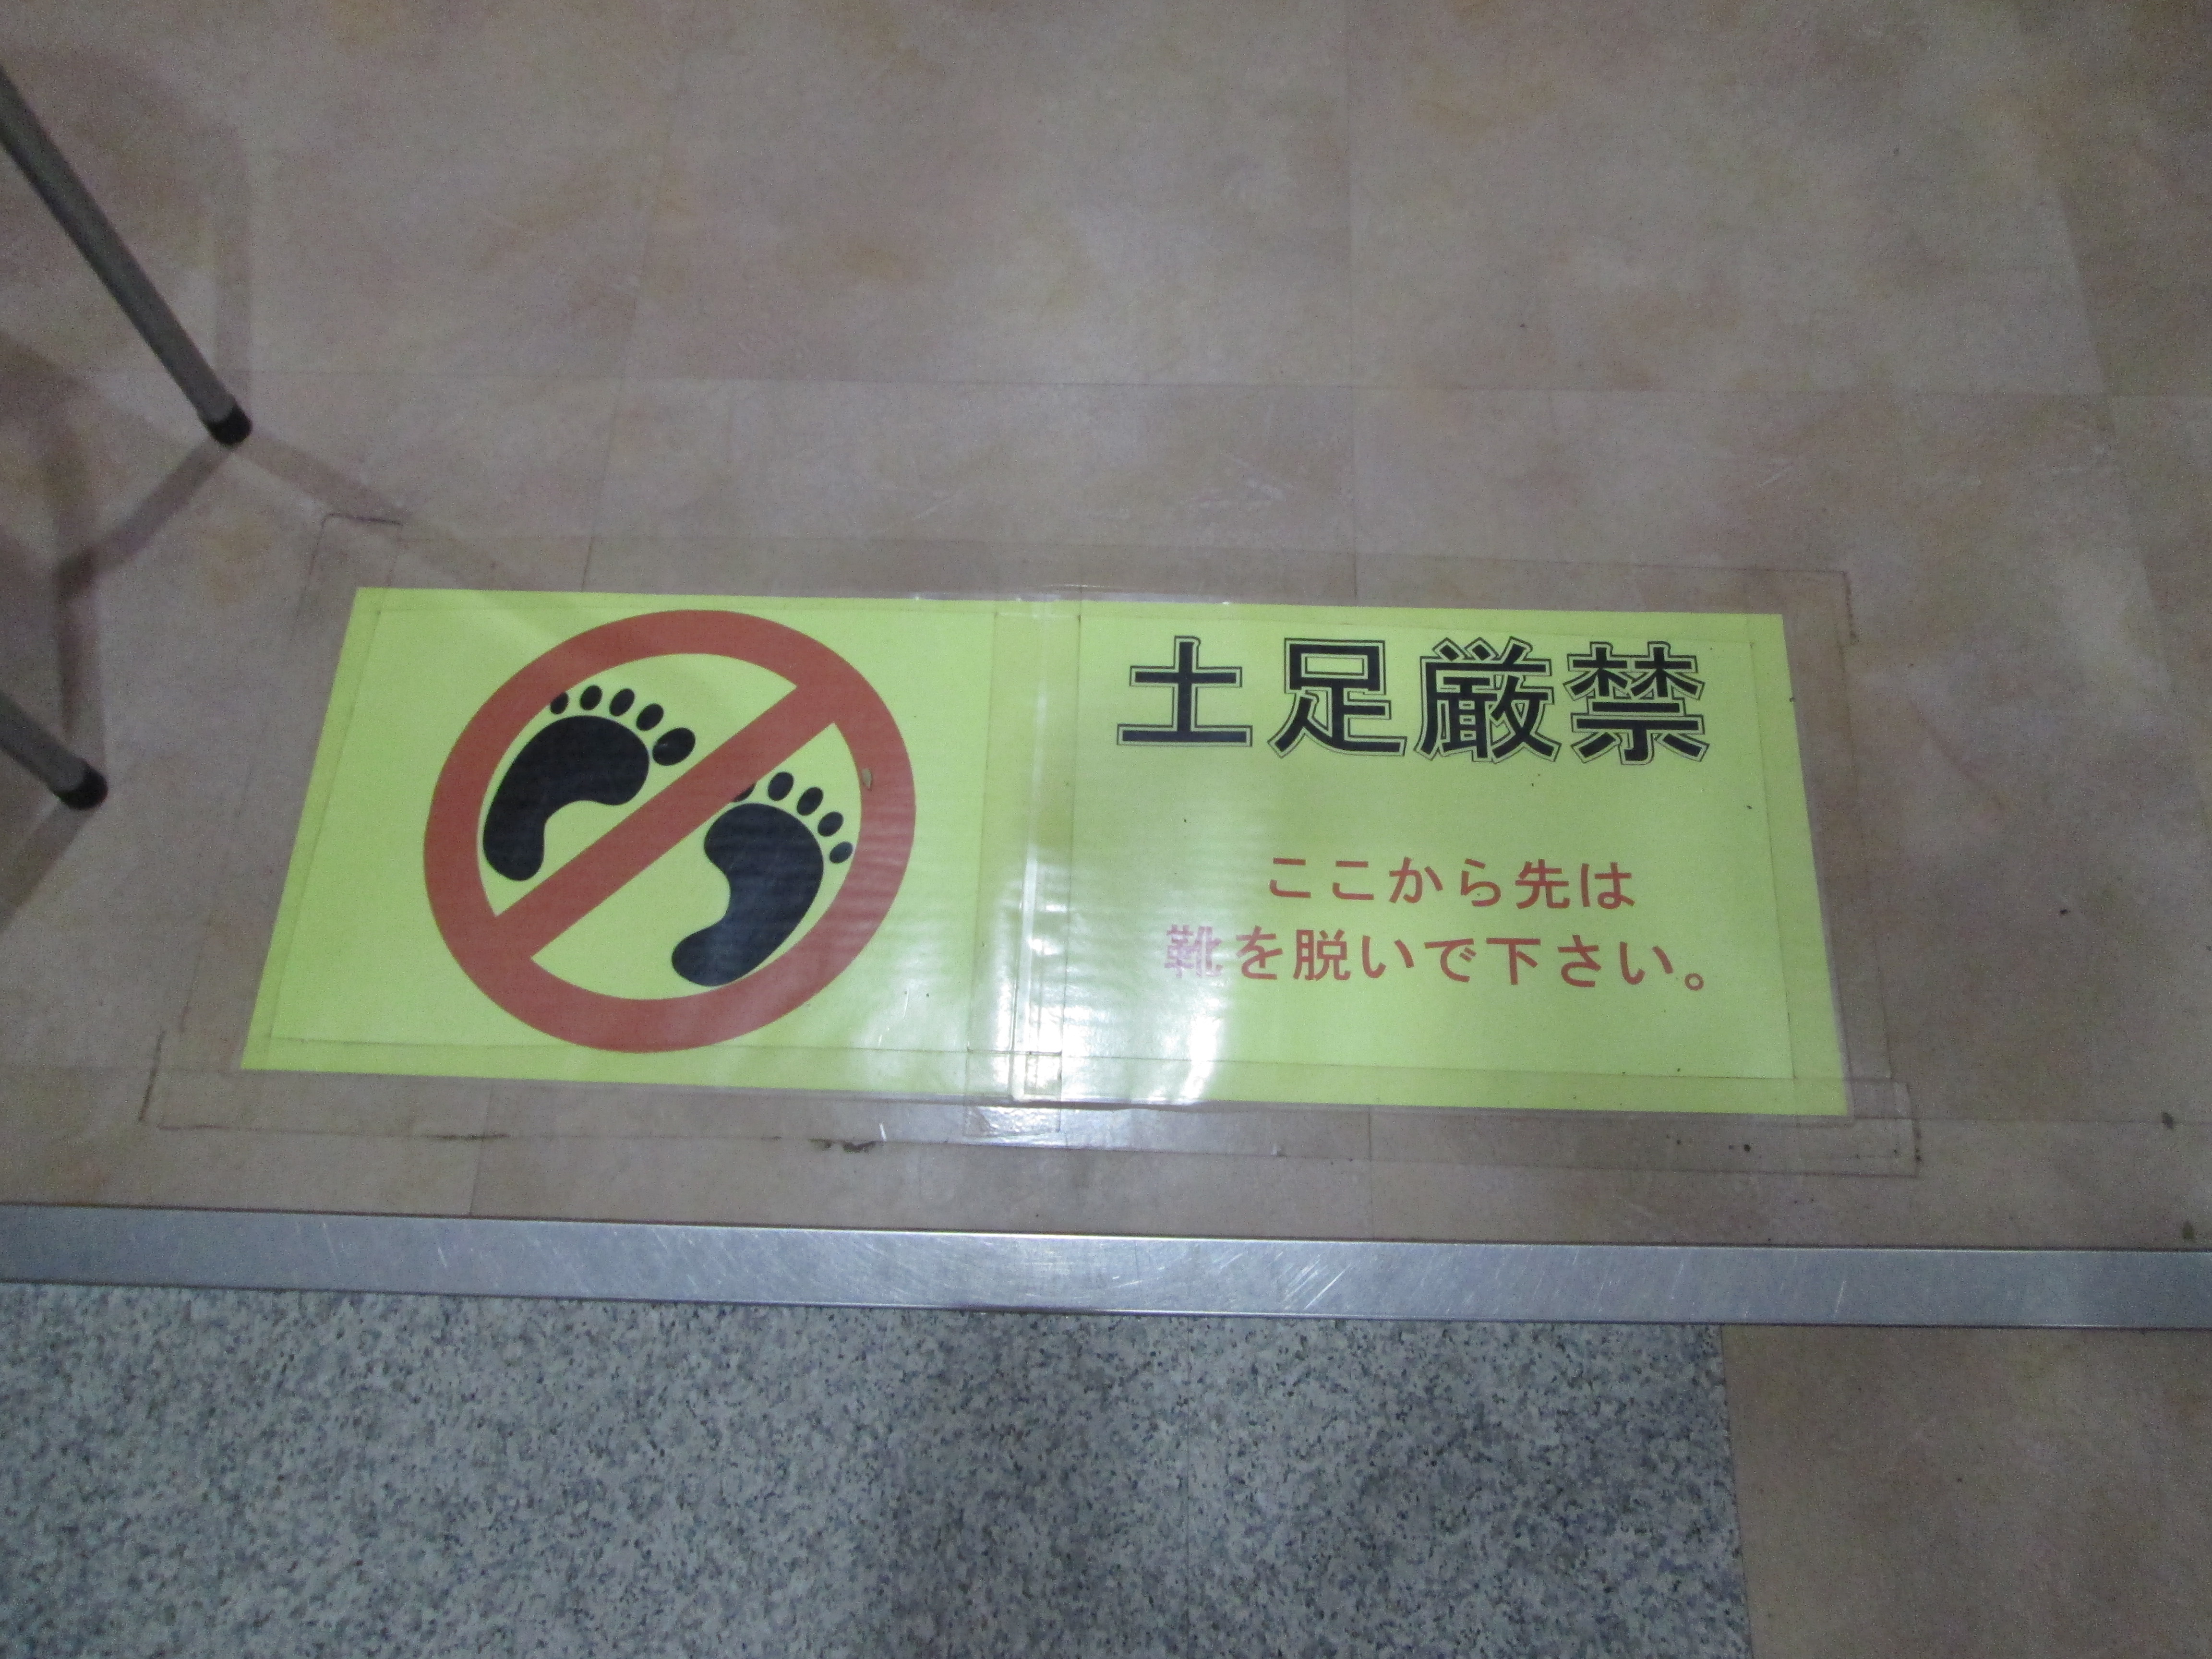 土足厳禁
ここから先は
靴を脱いで下さい。